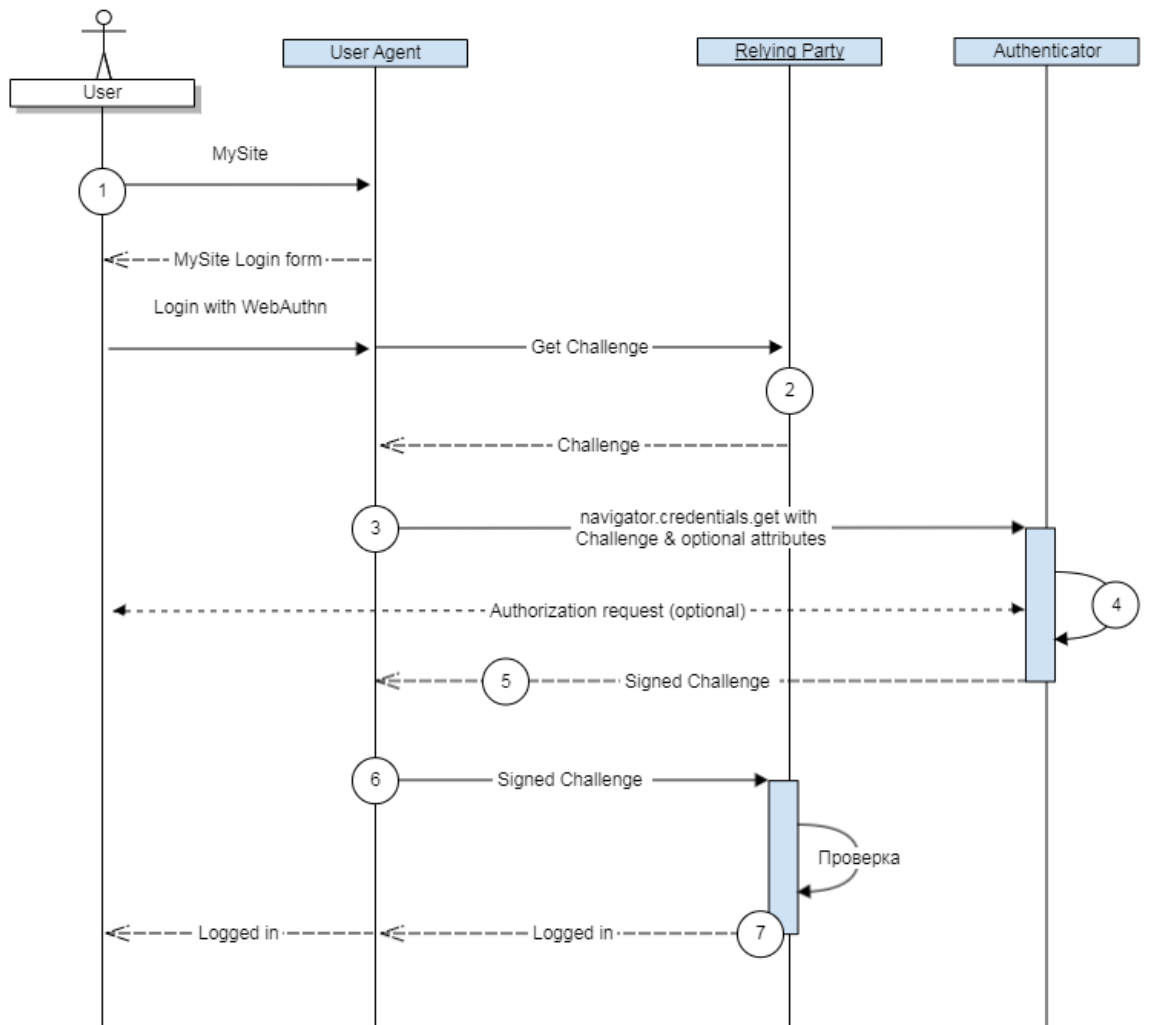 User Agent
Relying Party
Authenticator
User
MySite
1
MySite Login form
Login with WebAuthn
Get Challenge
2
Challenge
3
navigator.credentials.get with
Challenge & optional attributes
4
Authorization request (optional)
5
Signed Challenge
6
Signed Challenge
Проверка
Logged in
Logged in
7